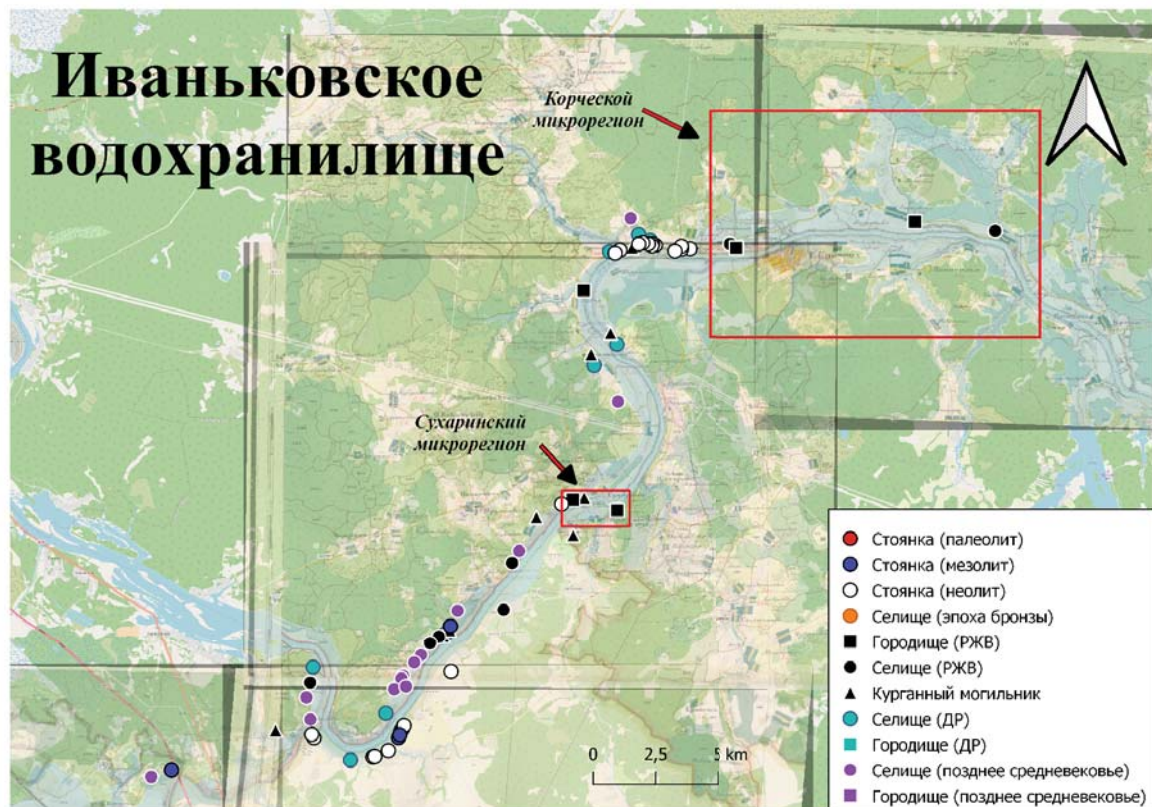 Иваньковское
водохранилище
Корческой
микрорегион
Сухаринский
микрорегион
Стоянка (палеолит)
Стоянка (мезолит)
Стоянка (неолит)
Селище (эпоха бронзы)
Городище (РЖВ)
Селище (РЖВ)
Курганный могильник
Селище (ДР)
Городище (ДР)
Селище (позднее средневековье)
Городище (позднее средневековье)
0 2,5 5 km